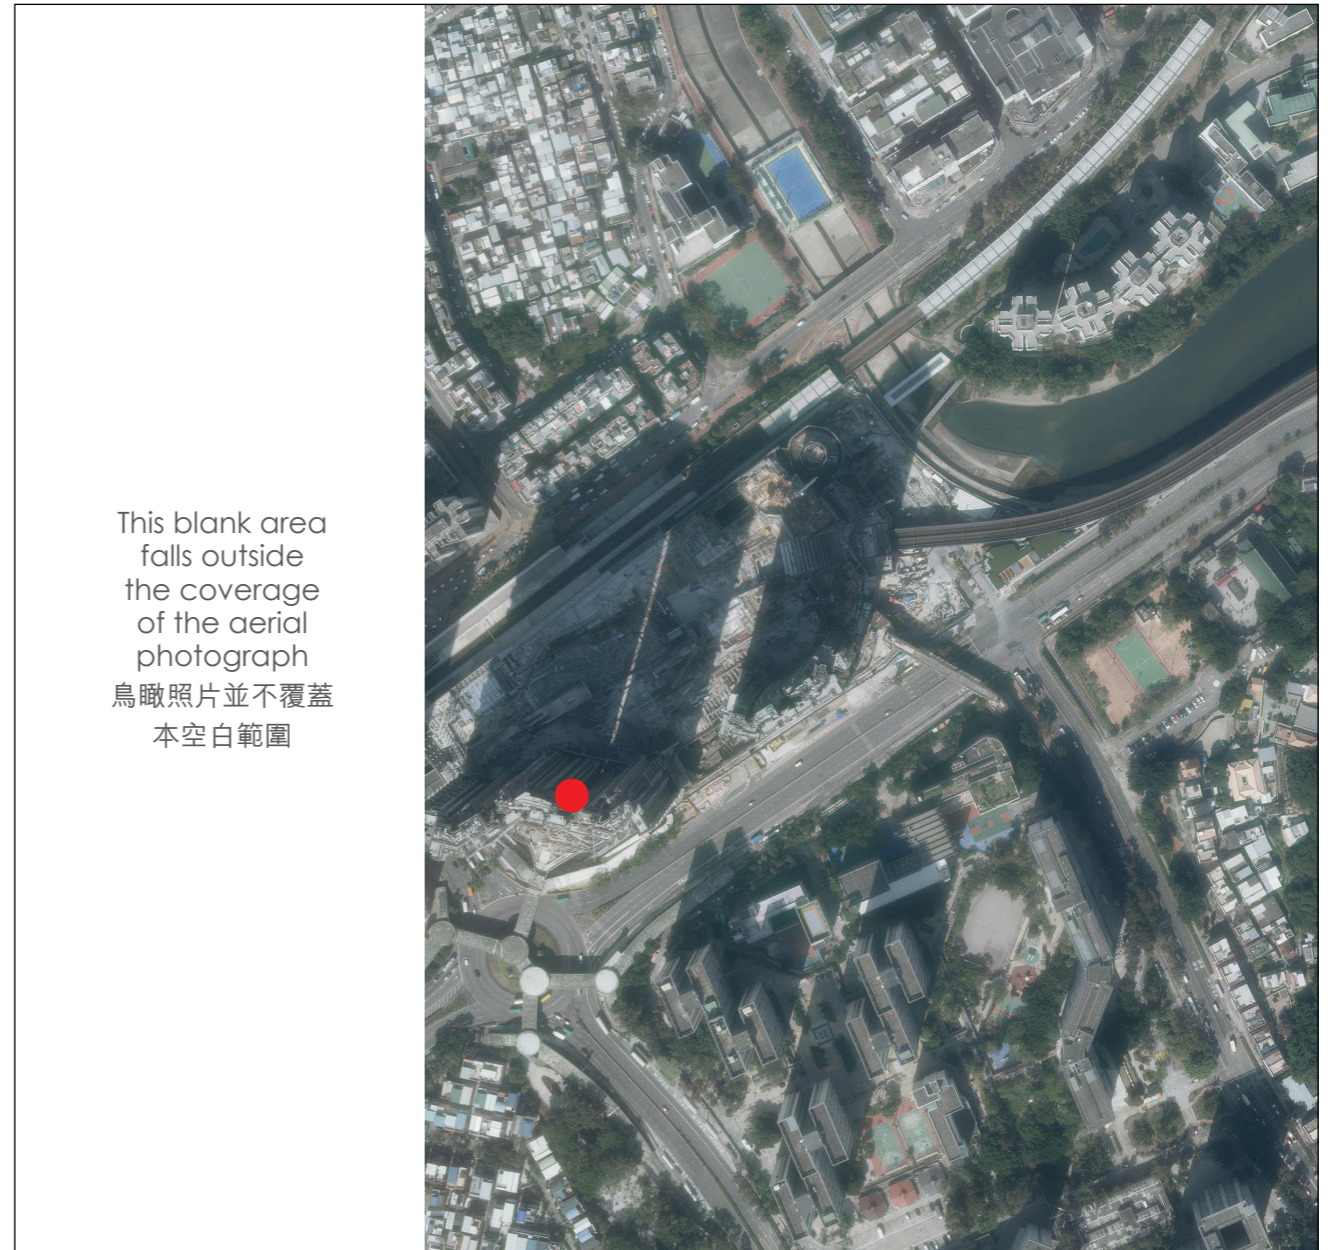 This blank area
falls outside
the coverage
of the aerial
photograph
鳥瞰照片並不覆蓋
本空白範圍